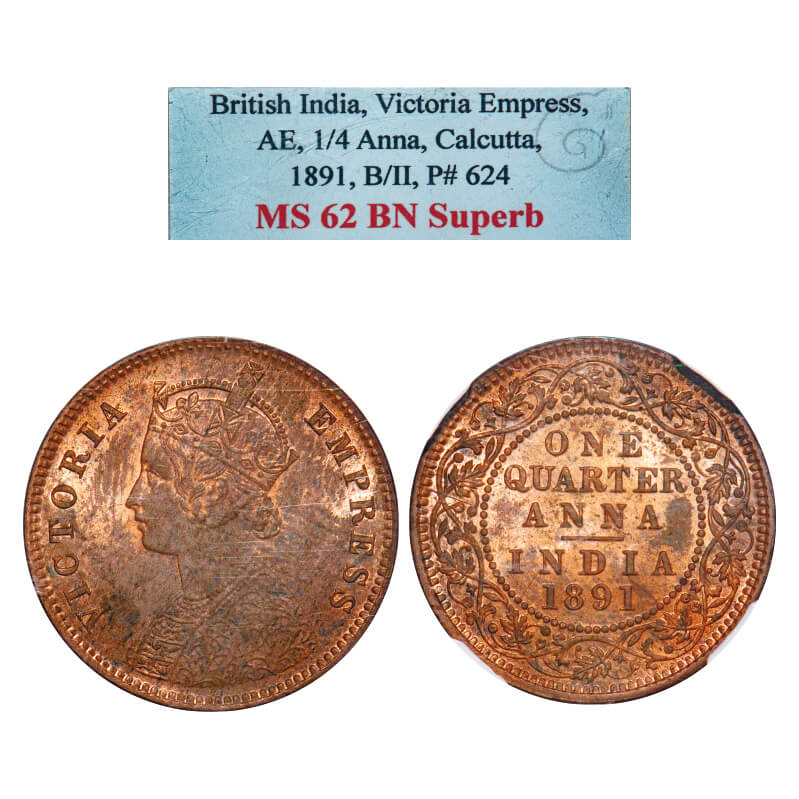 British India, Victoria Empress,
AE, 1/4 Anna, Calcutta,
1891, B/II, P# 624
MS 62 BN Superb
VICTORIA EMPRESS
ONE
QUARTER
ANNA
INDIA
1891